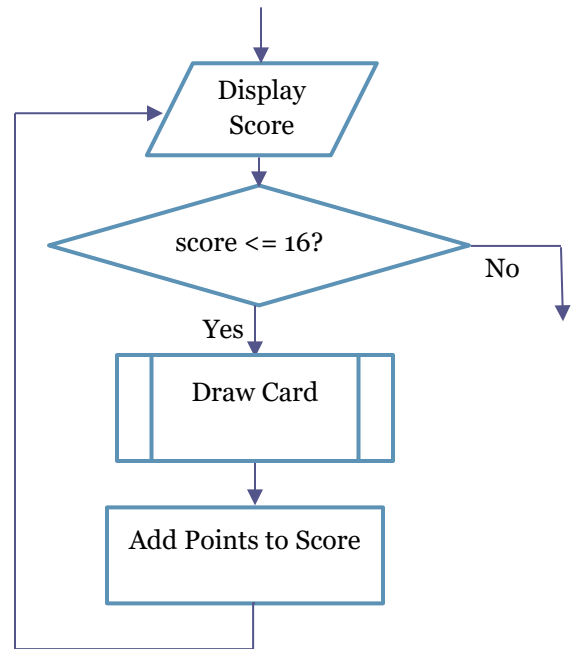 Display
Score
score <= 16?
No
Yes
Draw Card
Add Points to Score